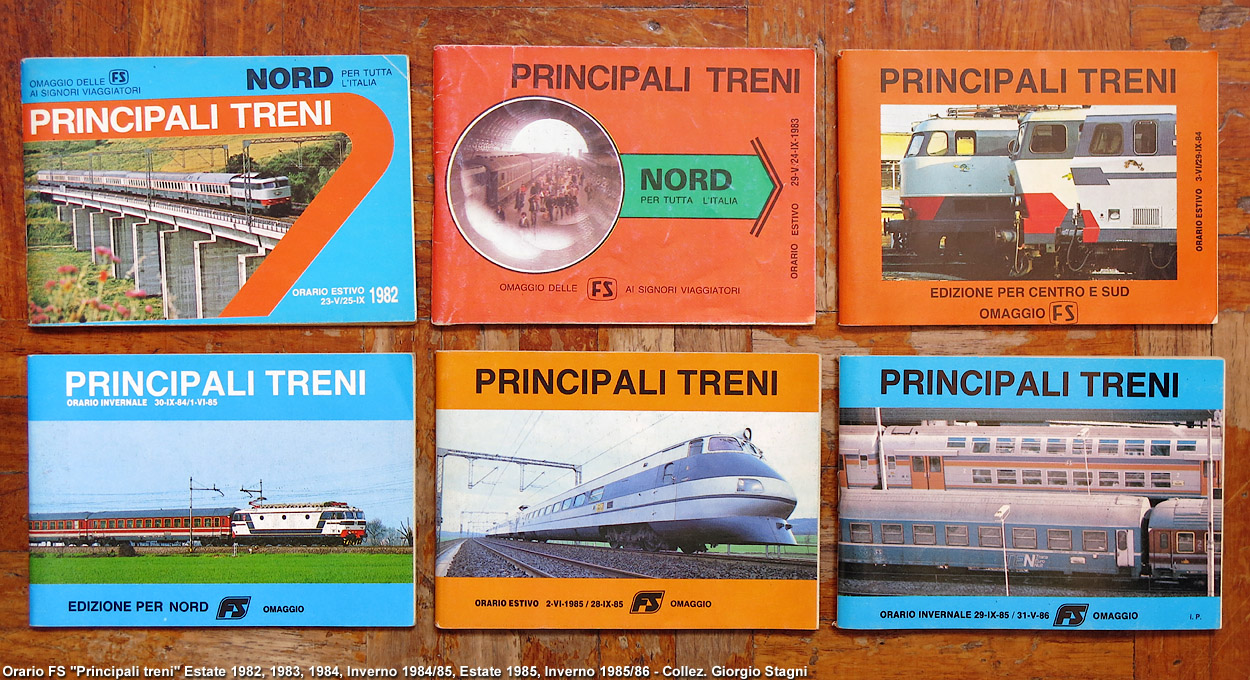 OMAGGIO DELLE FS
AI SIGNORI VIAGGIATORI
NORD PER TUTTA
L'ITALIA
PRINCIPALI TRENI
ORARIO ESTIVO
23-V/25-IX 1982
PRINCIPALI TRENI
NORD
PER TUTTA L'ITALIA
ORARIO ESTIVO 29-V/24-IX-1983
OMAGGIO DELLE FS AI SIGNORI VIAGGIATORI
PRINCIPALI TRENI
ORARIO ESTIVO 3-VI/29-IX-84
EDIZIONE PER CENTRO E SUD
OMAGGIO FS
PRINCIPALI TRENI
ORARIO INVERNALE 30-IX-84/1-VI-85
EDIZIONE PER NORD FS OMAGGIO
PRINCIPALI TRENI
ORARIO ESTIVO 2-VI-1985 / 28-IX-85 FS OMAGGIO
PRINCIPALI TRENI
ORARIO INVERNALE 29-IX-85 / 31-V-86 FS OMAGGIO I.P.
Orario FS "Principali treni" Estate 1982, 1983, 1984, Inverno 1984/85, Estate 1985, Inverno 1985/86 - Collez. Giorgio Stagni